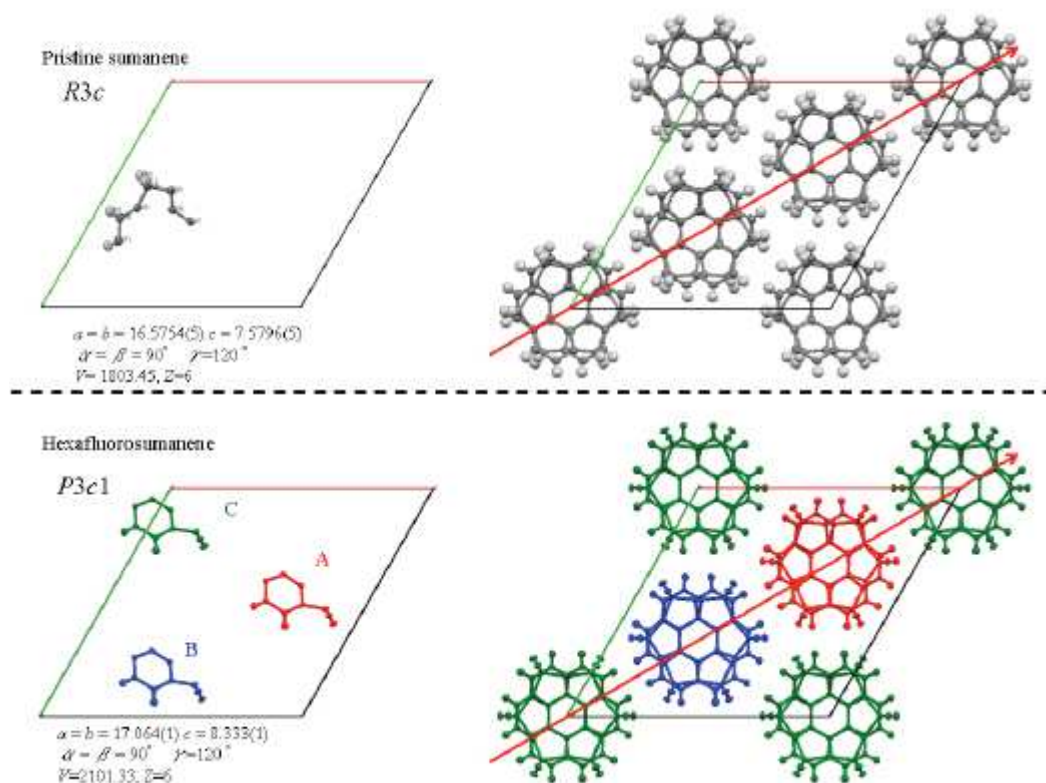 Pristine sumanene
R3c
a = b = 16.5754(5) c = 7.5796(5)
α = β = 90° γ=120°
V= 1803.45, Z=6
Hexafluorosumanene
P3c1
C
A
B
a = b = 17.064(1) c = 8.333(1)
α = β = 90° γ=120°
V=2101.33, Z=6